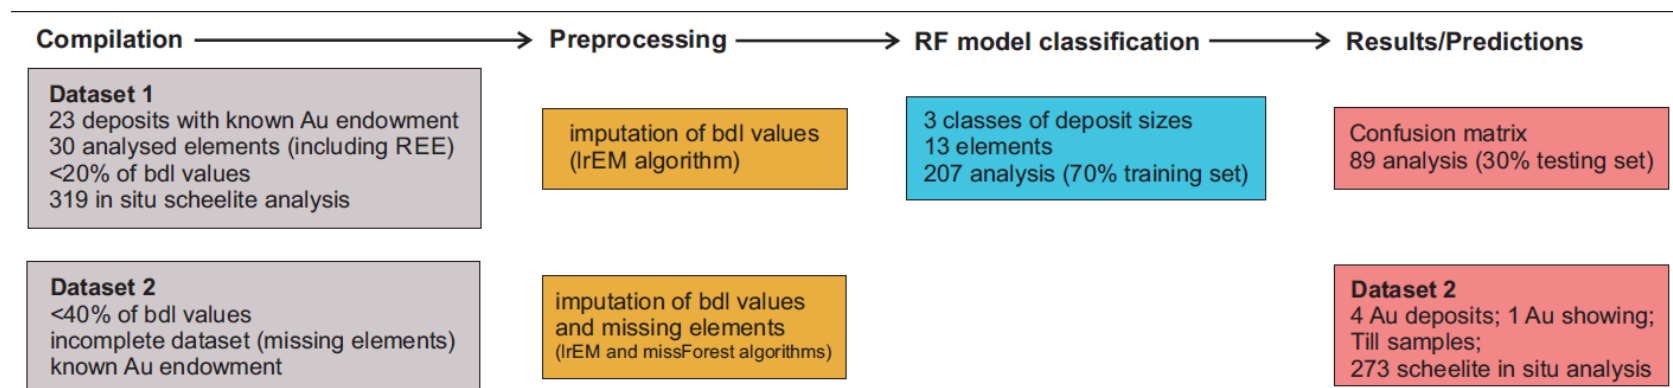 Compilation
Preprocessing
RF model classification
Results/Predictions
Dataset 1
23 deposits with known Au endowment
30 analysed elements (including REE)
<20% of bdl values
319 in situ scheelite analysis
imputation of bdl values
(lrEM algorithm)
3 classes of deposit sizes
13 elements
207 analysis (70% training set)
Confusion matrix
89 analysis (30% testing set)
Dataset 2
<40% of bdl values
incomplete dataset (missing elements)
known Au endowment
imputation of bdl values
and missing elements
(lrEM and missForest algorithms)
Dataset 2
4 Au deposits; 1 Au showing;
Till samples;
273 scheelite in situ analysis